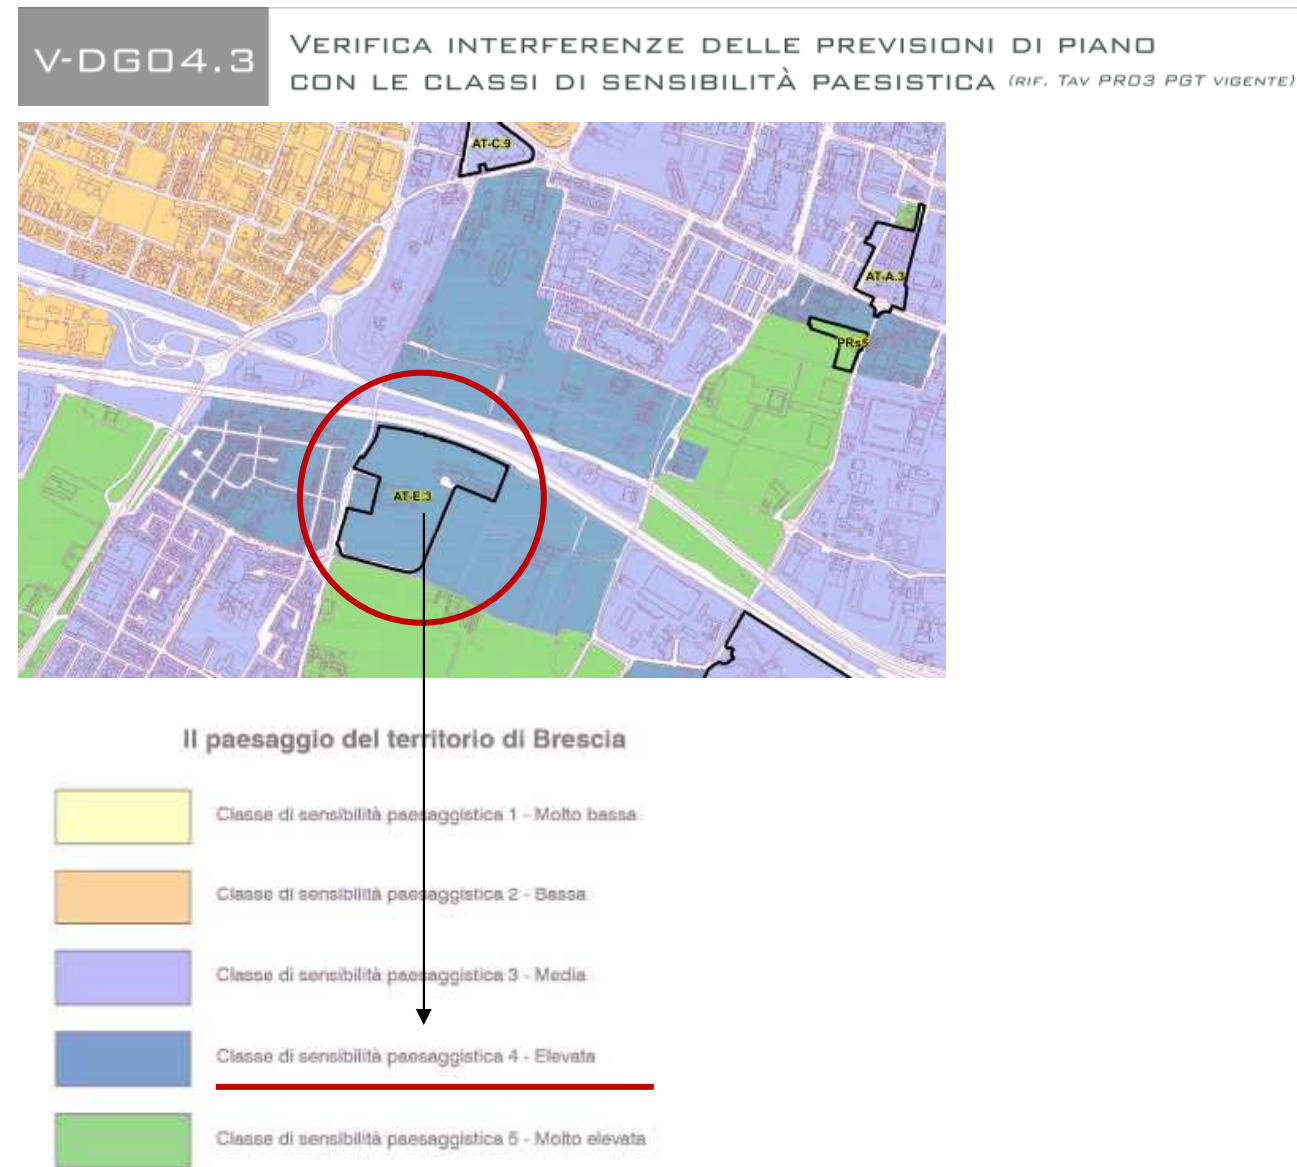 V-DG04.3
VERIFICA INTERFERENZE DELLE PREVISIONI DI PIANO
CON LE CLASSI DI SENSIBILITÀ PAESISTICA (RIF. TAV PR03 PGT VIGENTE)
AT-C.9
AT-A.3
PRs5
AT-E.3
Il paesaggio del territorio di Brescia
Classe di sensibilità paesaggistica 1 - Molto bassa
Classe di sensibilità paesaggistica 2 - Bassa
Classe di sensibilità paesaggistica 3 - Media
Classe di sensibilità paesaggistica 4 - Elevata
Classe di sensibilità paesaggistica 5 - Molto elevata